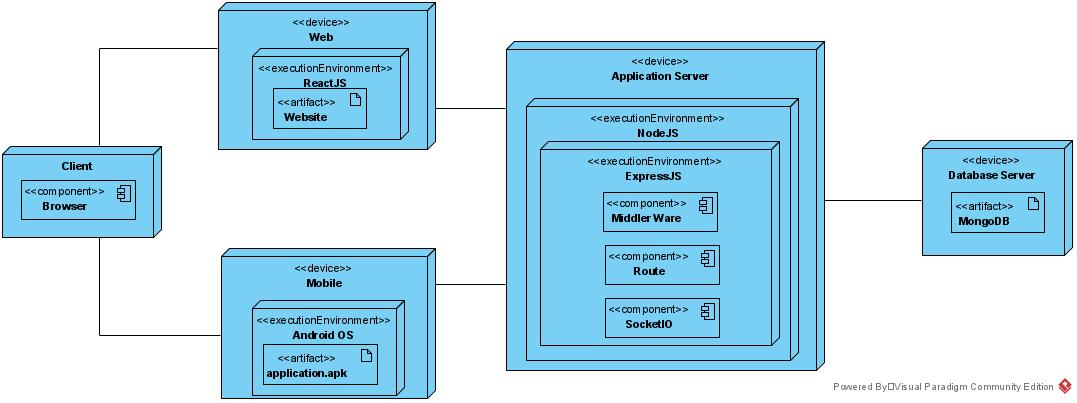 Client
<<component>>
Browser
<<device>>
Web
<<executionEnvironment>>
ReactJS
<<artifact>>
Website
<<device>>
Mobile
<<executionEnvironment>>
Android OS
<<artifact>>
application.apk
<<device>>
Application Server
<<executionEnvironment>>
NodeJS
<<executionEnvironment>>
ExpressJS
<<component>>
Middler Ware
<<component>>
Route
<<component>>
SocketIO
<<device>>
Database Server
<<artifact>>
MongoDB
Powered By Visual Paradigm Community Edition